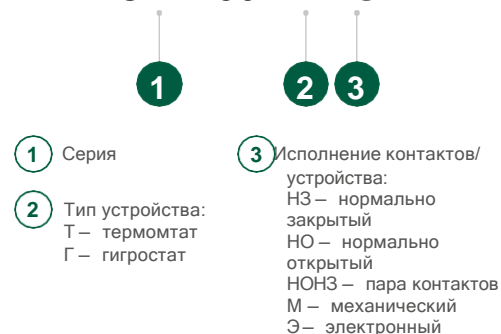 1
2
3
1 Серия
2 Тип устройства:
Т – термомтат
Г – гигростат
3 Исполнение контактов/
устройства:
НЗ – нормально
закрытый
НО – нормально
открытый
НОНЗ – пара контактов
М – механический
Э – электронный